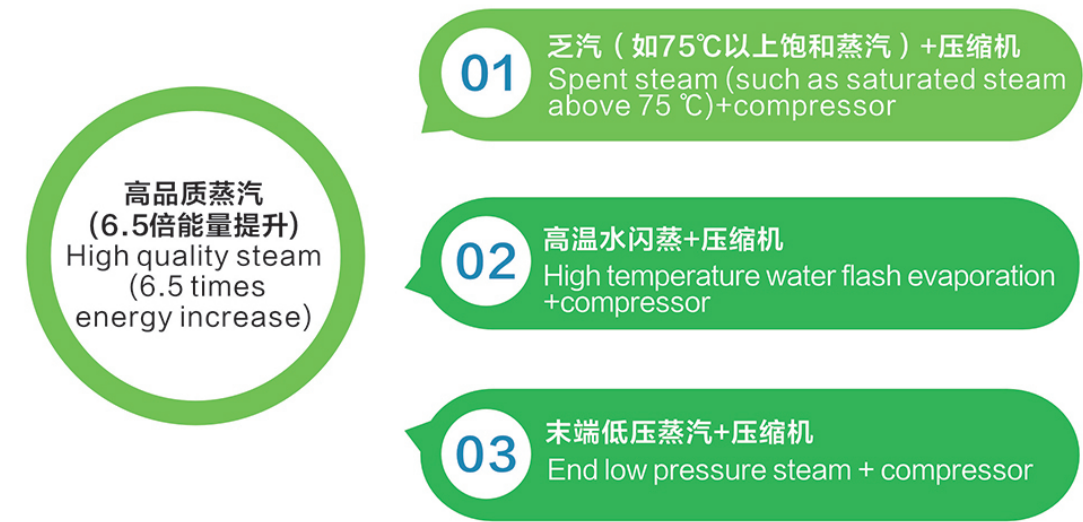 高品质蒸汽
(6.5倍能量提升)
High quality steam
(6.5 times
energy increase)
01
乏汽（如75℃以上饱和蒸汽）+压缩机
Spent steam (such as saturated steam
above 75 ℃)+compressor
02
高温水闪蒸+压缩机
High temperature water flash evaporation
+compressor
03
末端低压蒸汽+压缩机
End low pressure steam + compressor